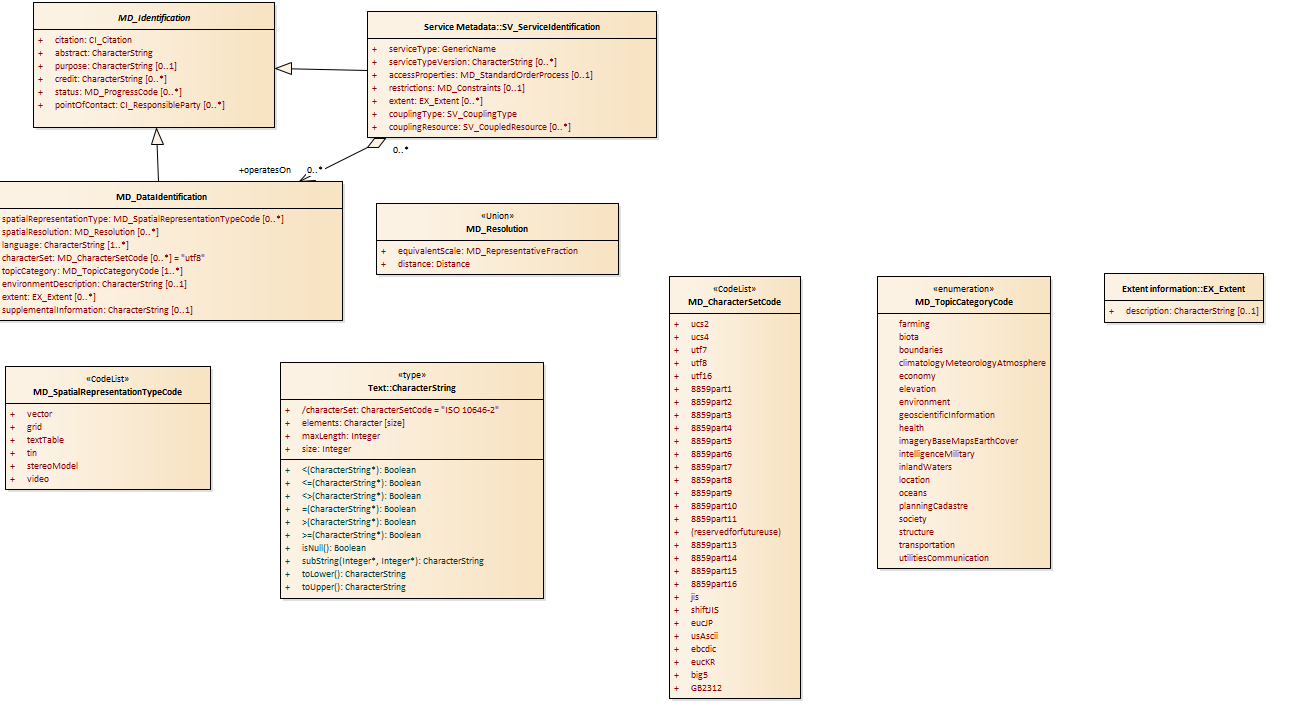 MD_Identification
+ citation: CI_Citation
+ abstract: CharacterString
+ purpose: CharacterString [0..1]
+ credit: CharacterString [0..*]
+ status: MD_ProgressCode [0..*]
+ pointOfContact: CI_ResponsibleParty [0..*]
Service Metadata::SV_ServiceIdentification
+ serviceType: GenericName
+ serviceTypeVersion: CharacterString [0..*]
+ accessProperties: MD_StandardOrderProcess [0..1]
+ restrictions: MD_Constraints [0..1]
+ extent: EX_Extent [0..*]
+ couplingType: SV_CouplingType
+ couplingResource: SV_CoupledResource [0..*]
0..*
+operatesOn 0..*
MD_DataIdentification
spatialRepresentationType: MD_SpatialRepresentationTypeCode [0..*]
spatialResolution: MD_Resolution [0..*]
language: CharacterString [1..*]
characterSet: MD_CharacterSetCode [0..*] = "utf8"
topicCategory: MD_TopicCategoryCode [1..*]
environmentDescription: CharacterString [0..1]
extent: EX_Extent [0..*]
supplementalInformation: CharacterString [0..1]
«Union»
MD_Resolution
+ equivalentScale: MD_RepresentativeFraction
+ distance: Distance
«CodeList»
MD_SpatialRepresentationTypeCode
+ vector
+ grid
+ textTable
+ tin
+ stereoModel
+ video
«type»
Text::CharacterString
+ /characterSet: CharacterSetCode = "ISO 10646-2"
+ elements: Character [size]
+ maxLength: Integer
+ size: Integer
+ <(CharacterString*): Boolean
+ <=(CharacterString*): Boolean
+ <>(CharacterString*): Boolean
+ =(CharacterString*): Boolean
+ >(CharacterString*): Boolean
+ >=(CharacterString*): Boolean
+ isNull(): Boolean
+ subString(Integer*, Integer*): CharacterString
+ toLower(): CharacterString
+ toUpper(): CharacterString
«CodeList»
MD_CharacterSetCode
+ ucs2
+ ucs4
+ utf7
+ utf8
+ utf16
+ 8859part1
+ 8859part2
+ 8859part3
+ 8859part4
+ 8859part5
+ 8859part6
+ 8859part7
+ 8859part8
+ 8859part9
+ 8859part10
+ 8859part11
+ (reservedforfutureuse)
+ 8859part13
+ 8859part14
+ 8859part15
+ 8859part16
+ jis
+ shiftJIS
+ eucJP
+ usAscii
+ ebcdic
+ eucKR
+ big5
+ GB2312
«enumeration»
MD_TopicCategoryCode
farming
biota
boundaries
climatologyMeteorologyAtmosphere
economy
elevation
environment
geoscientificInformation
health
imageryBaseMapsEarthCover
intelligenceMilitary
inlandWaters
location
oceans
planningCadastre
society
structure
transportation
utilitiesCommunication
Extent information::EX_Extent
+ description: CharacterString [0..1]